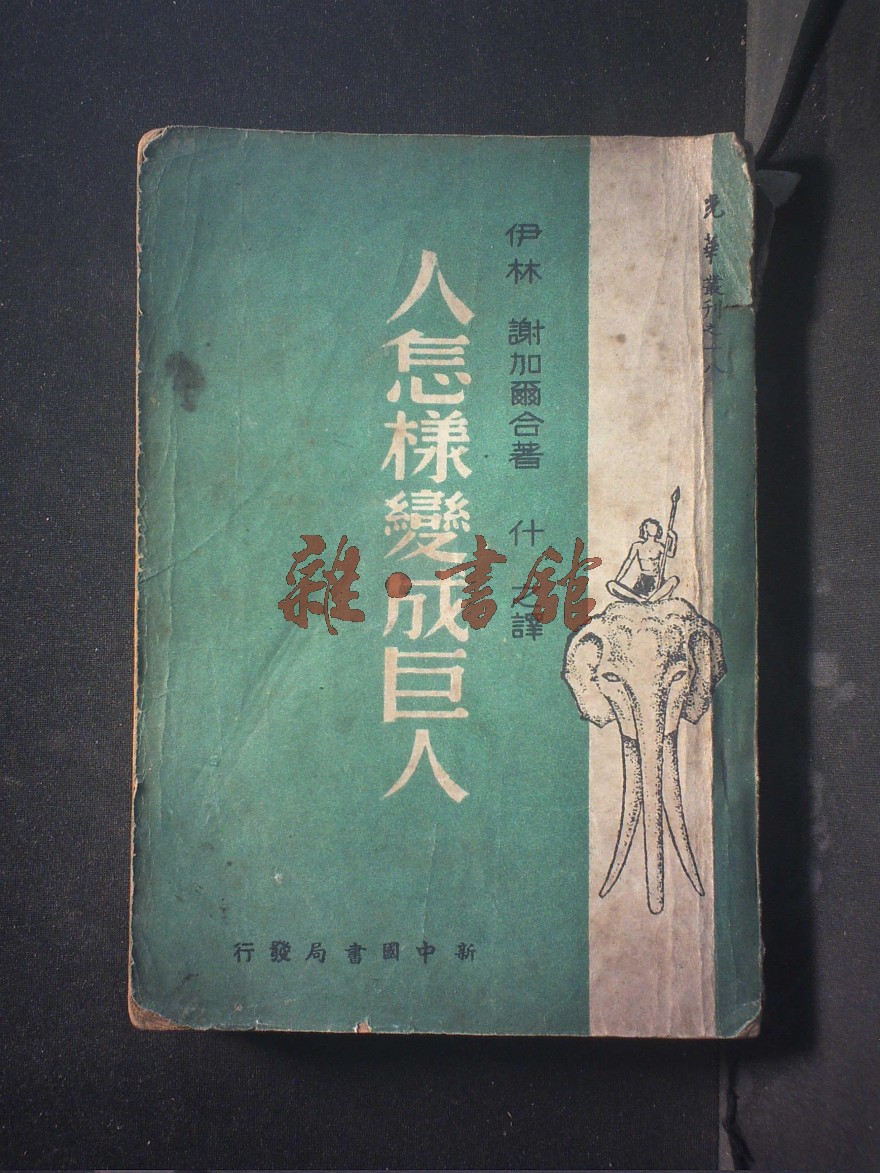 光華叢刊之一八
伊林 謝加爾合著 什之譯
人怎樣變成巨人
新中國書局發行
雜·書館